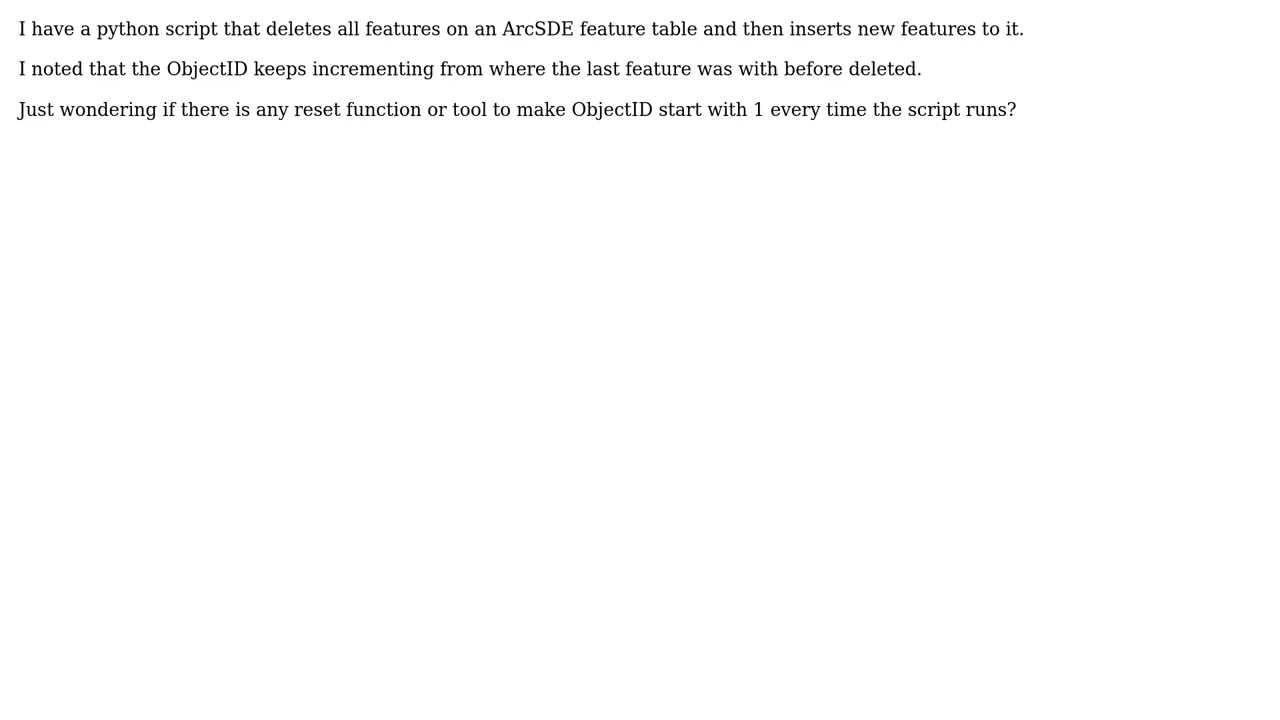 I have a python script that deletes all features on an ArcSDE feature table and then inserts new features to it.
I noted that the ObjectID keeps incrementing from where the last feature was with before deleted.
Just wondering if there is any reset function or tool to make ObjectID start with 1 every time the script runs?